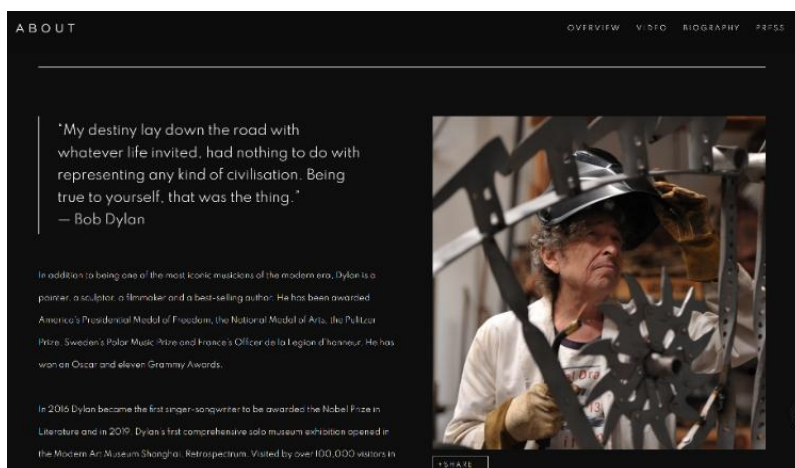 ABOUT
OVERVIEW VIDEO BIOGRAPHY PRESS
“My destiny lay down the road with
whatever life invited, had nothing to do with
representing any kind of civilisation. Being
true to yourself, that was the thing.”
— Bob Dylan
In addition to being one of the most iconic musicians of the modern era, Dylan is a
painter, a sculptor, a filmmaker and a best-selling author. He has been awarded
America's Presidential Medal of Freedom, the National Medal of Arts, the Pulitzer
Prize, Sweden's Polar Music Prize and France's Officer de la Legion d'honneur. He has
won an Oscar and eleven Grammy Awards.
In 2016 Dylan became the first singer-songwriter to be awarded the Nobel Prize in
Literature and in 2019, Dylan's first comprehensive solo museum exhibition opened in
the Modern Art Museum Shanghai, Retrospectrum. Visited by over 100,000 visitors in
+SHARE